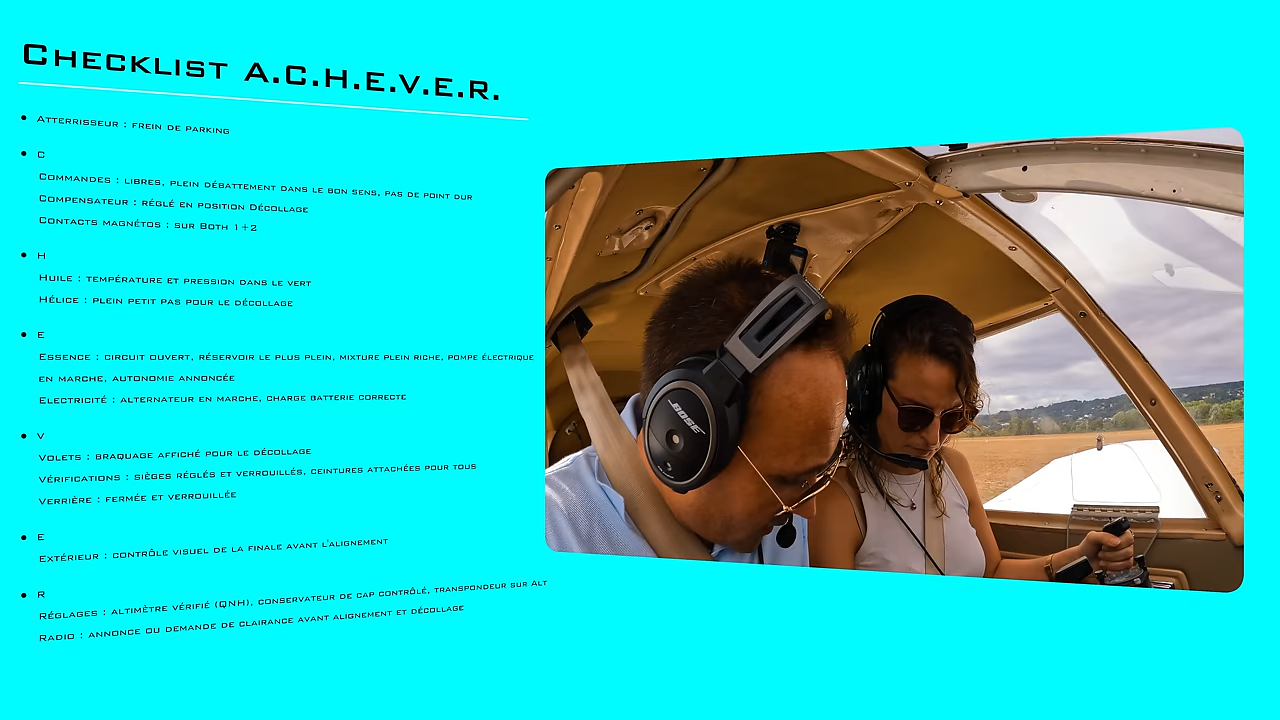 Checklist A.C.H.E.V.E.R.
• Atterrisseur : frein de parking
• C
Commandes : libres, plein débattement dans le bon sens, pas de point dur
Compensateur : réglé en position Décollage
Contacts magnétos : sur Both 1+2
• H
Huile : température et pression dans le vert
Hélice : plein petit pas pour le décollage
• E
Essence : circuit ouvert, réservoir le plus plein, mixture plein riche, pompe électrique
en marche, autonomie annoncée
Electricité : alternateur en marche, charge batterie correcte
• V
Volets : braquage affiché pour le décollage
Vérifications : sièges réglés et verrouillés, ceintures attachées pour tous
Verrière : fermée et verrouillée
• E
Extérieur : contrôle visuel de la finale avant l'alignement
• R
Réglages : altimètre vérifié (QNH), conservateur de cap contrôlé, transpondeur sur Alt
Radio : annonce ou demande de clairance avant alignement et décollage
BOSE